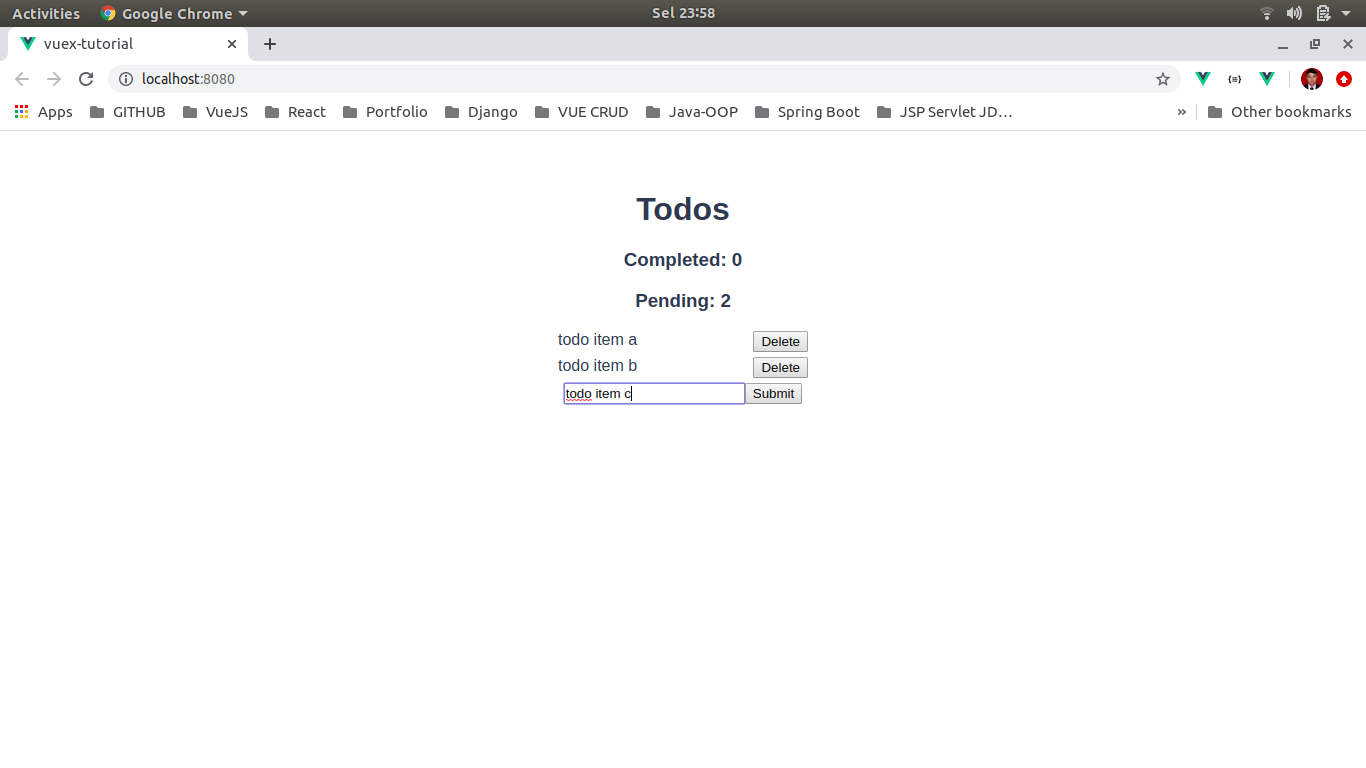 Activities Google Chrome Sel 23:58
vuex-tutorial
localhost:8080
Apps GITHUB VueJS React Portfolio Django VUE CRUD Java-OOP Spring Boot JSP Servlet JD… » Other bookmarks
Todos
Completed: 0
Pending: 2
todo item a Delete
todo item b Delete
todo item c Submit